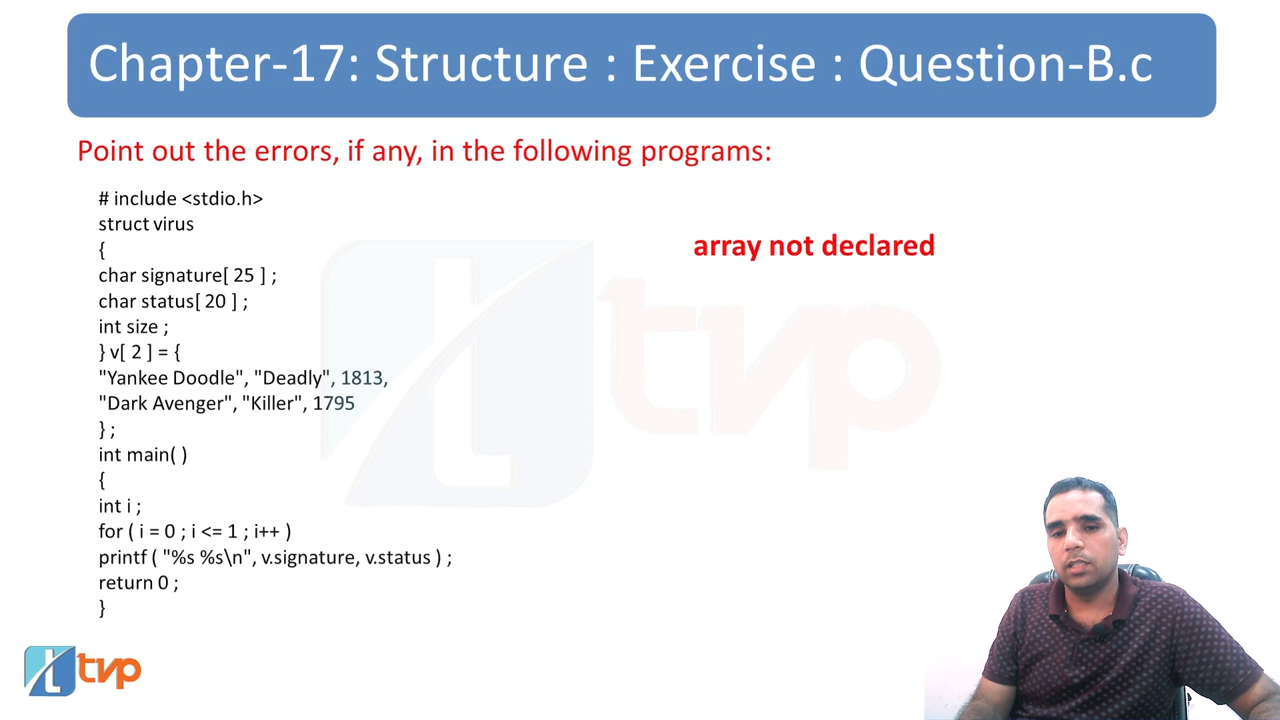 Chapter-17: Structure : Exercise : Question-B.c
Point out the errors, if any, in the following programs:
# include <stdio.h>
struct virus
{
char signature[ 25 ] ;
char status[ 20 ] ;
int size ;
} v[ 2 ] = {
"Yankee Doodle", "Deadly", 1813,
"Dark Avenger", "Killer", 1795
} ;
int main( )
{
int i ;
for ( i = 0 ; i <= 1 ; i++ )
printf ( "%s %s\n", v.signature, v.status ) ;
return 0 ;
}
array not declared
tvp
tvp